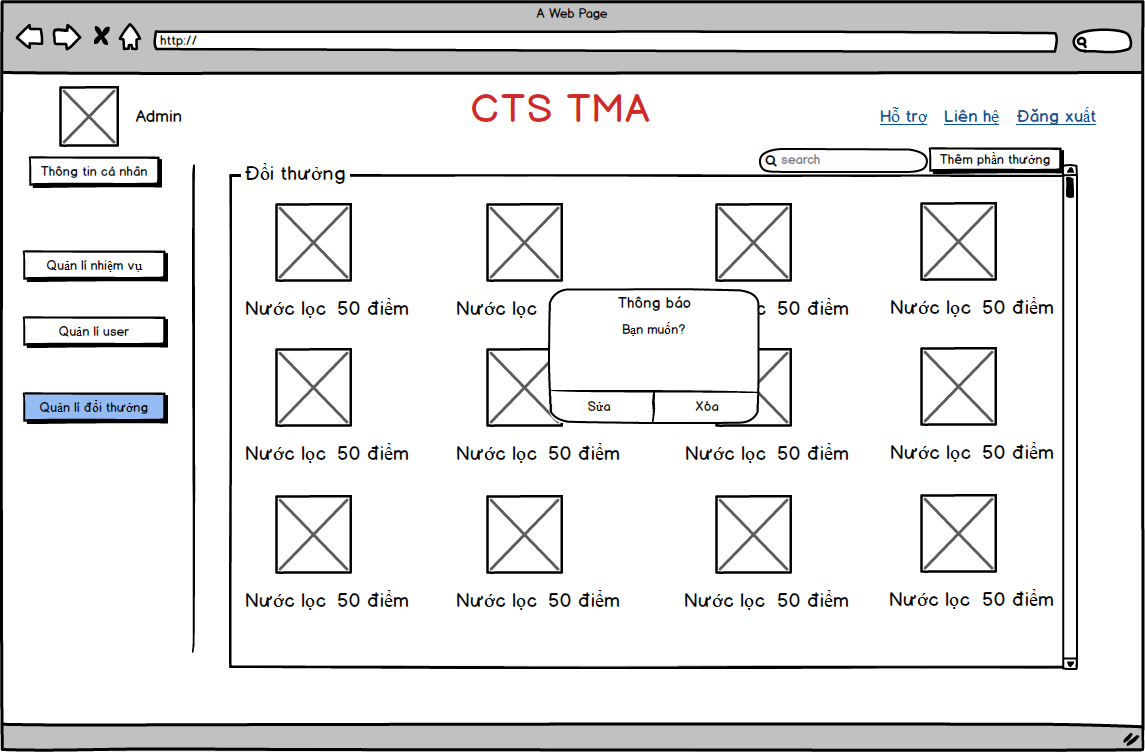 A Web Page
http://
Admin
CTS TMA
Hỗ trợ Liên hệ Đăng xuất
Thông tin cá nhân
search
Thêm phần thưởng
Đổi thưởng
Quản lí nhiệm vụ
Quản lí user
Quản lí đổi thưởng
Nước lọc 50 điểm
Nước lọc
50 điểm
Nước lọc 50 điểm
Thông báo
Bạn muốn?
Sửa
Xóa
Nước lọc 50 điểm
Nước lọc 50 điểm
Nước lọc 50 điểm
Nước lọc 50 điểm
Nước lọc 50 điểm
Nước lọc 50 điểm
Nước lọc 50 điểm
Nước lọc 50 điểm